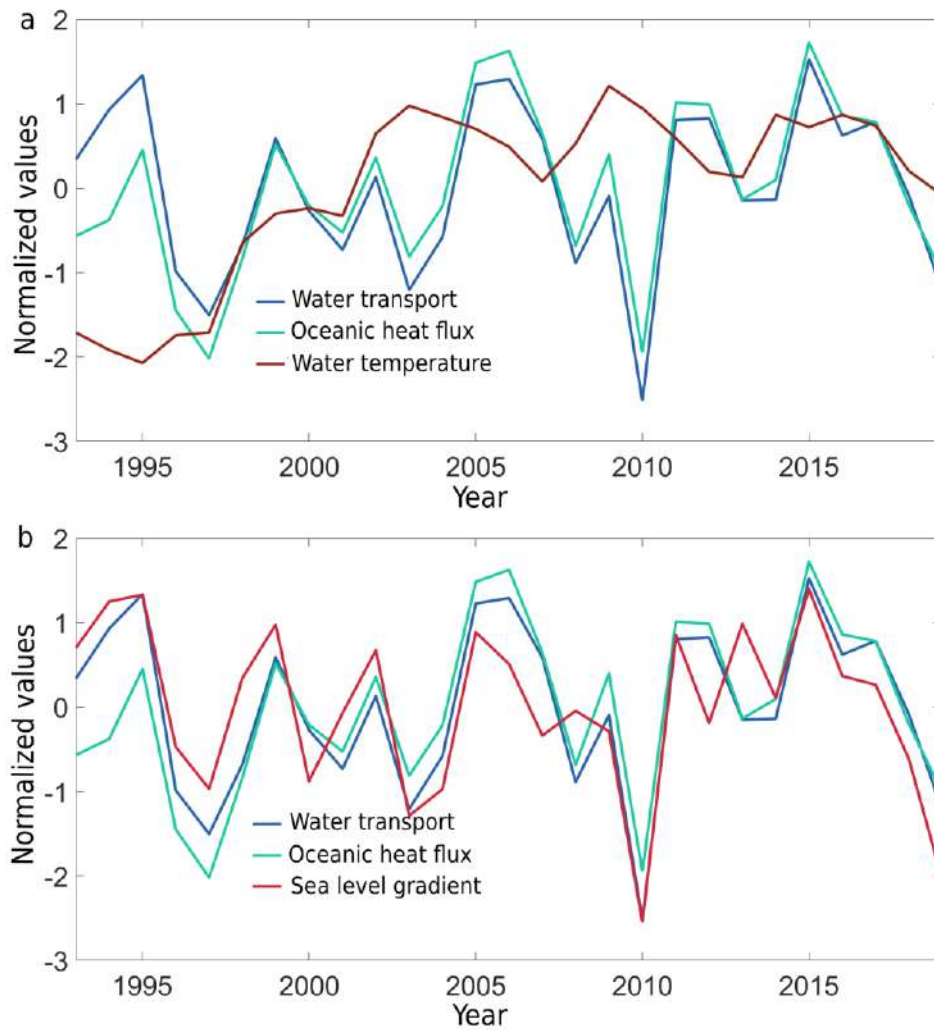 a
2
1
0
-1
-2
-3
Normalized values
Water transport
Oceanic heat flux
Water temperature
1995 2000 2005 2010 2015
Year
b
2
1
0
-1
-2
-3
Normalized values
Water transport
Oceanic heat flux
Sea level gradient
1995 2000 2005 2010 2015
Year